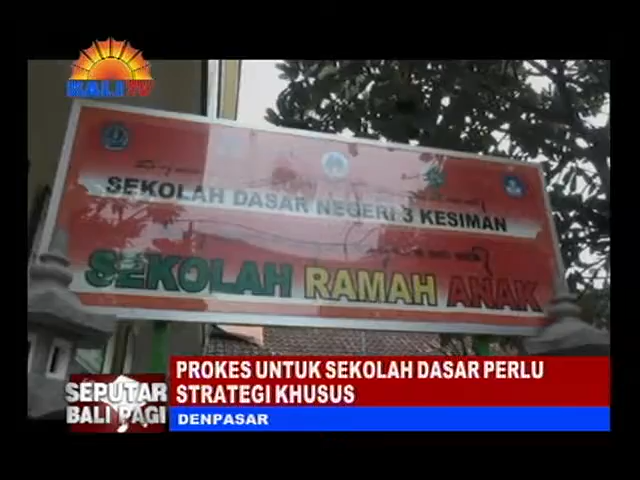 BALI TV
SEKOLAH DASAR NEGERI 3 KESIMAN
SEKOLAH RAMAH ANAK
PROKES UNTUK SEKOLAH DASAR PERLU
STRATEGI KHUSUS
SEPUTAR
BALI PAGI
DENPASAR